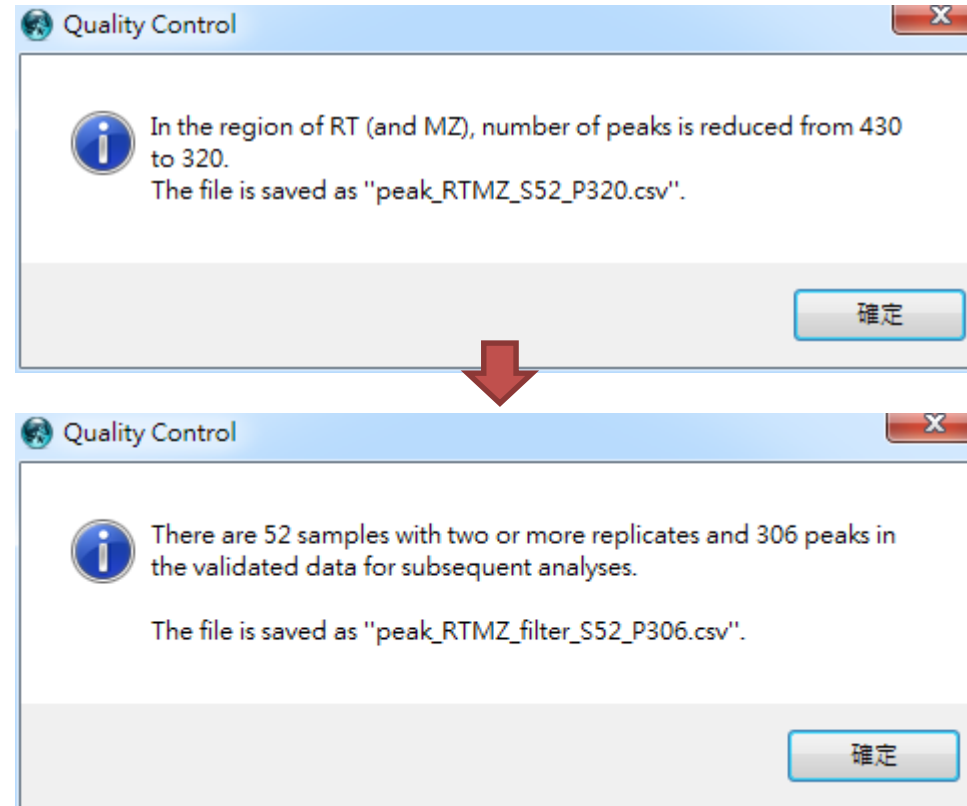 Quality Control
In the region of RT (and MZ), number of peaks is reduced from 430
to 320.
The file is saved as "peak_RTMZ_S52_P320.csv".
確定
Quality Control
There are 52 samples with two or more replicates and 306 peaks in
the validated data for subsequent analyses.
The file is saved as "peak_RTMZ_filter_S52_P306.csv".
確定